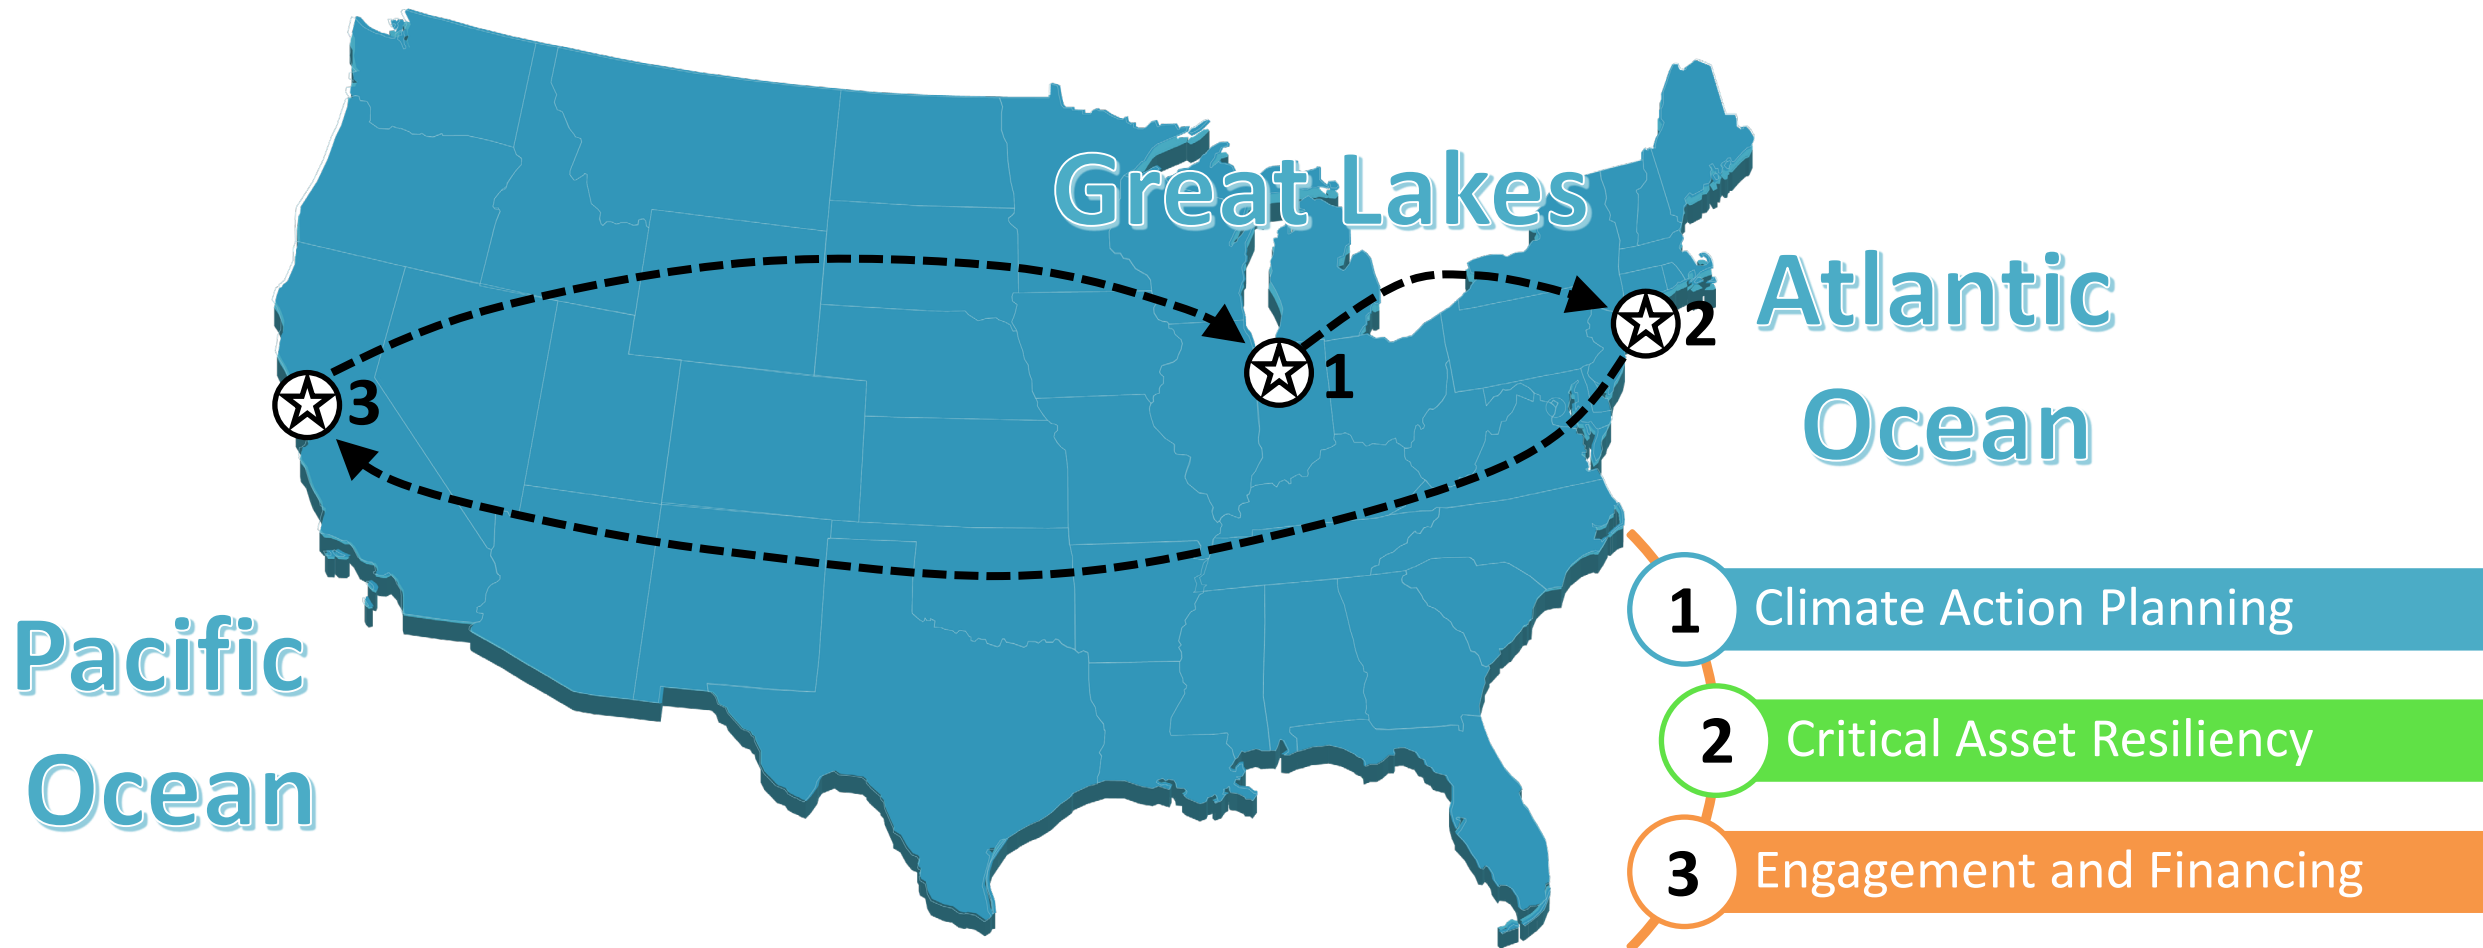 Great Lakes
Atlantic
Ocean
2
1
3
Pacific
Ocean
1 Climate Action Planning
2 Critical Asset Resiliency
3 Engagement and Financing